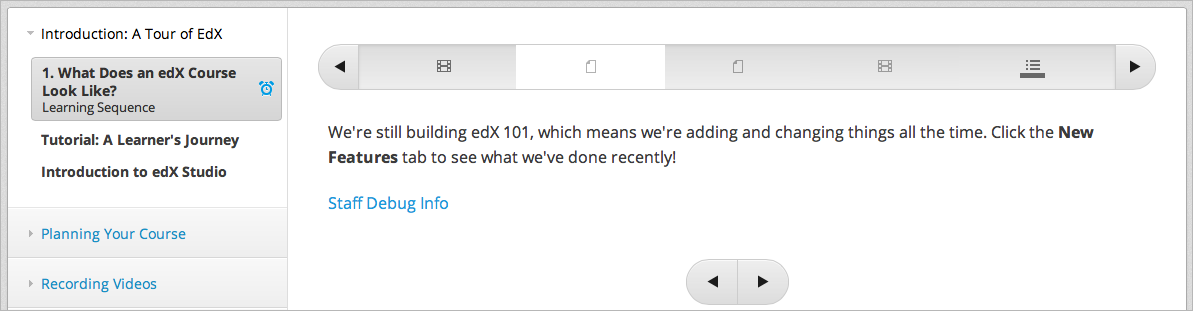 Introduction: A Tour of EdX
1. What Does an edX Course
Look Like?
Learning Sequence
Tutorial: A Learner's Journey
Introduction to edX Studio
Planning Your Course
Recording Videos
We're still building edX 101, which means we're adding and changing things all the time. Click the New
Features tab to see what we've done recently!
Staff Debug Info